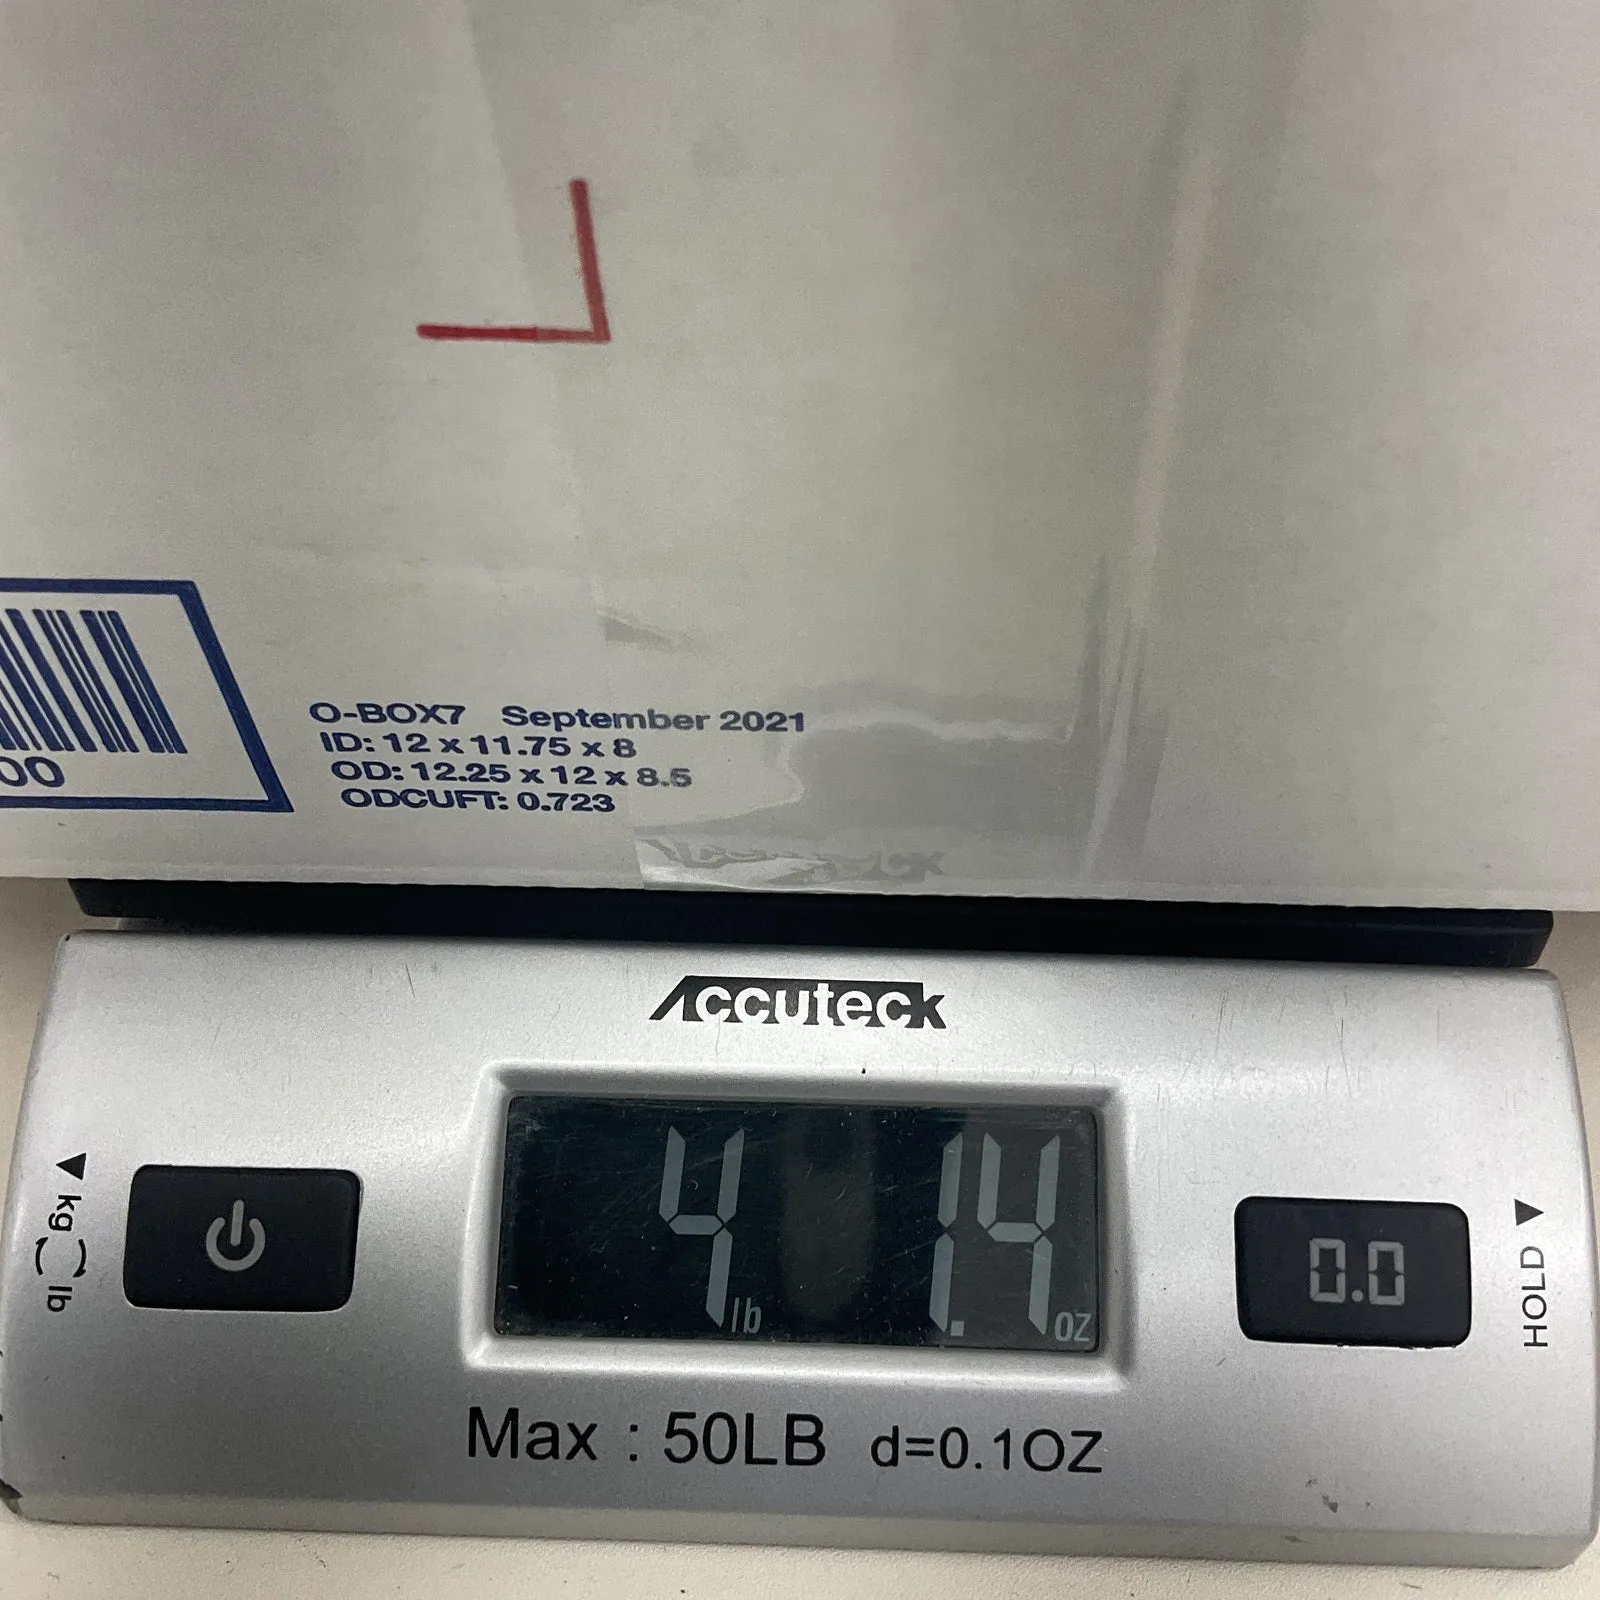 00
O-BOX7 September 2021
ID: 12 x 11.75 x 8
OD: 12.25 x 12 x 8.5
ODCUFT: 0.723
Accuteck
4 lb 1.4 oz
kg lb
0.0
HOLD
Max : 50LB d=0.1OZ